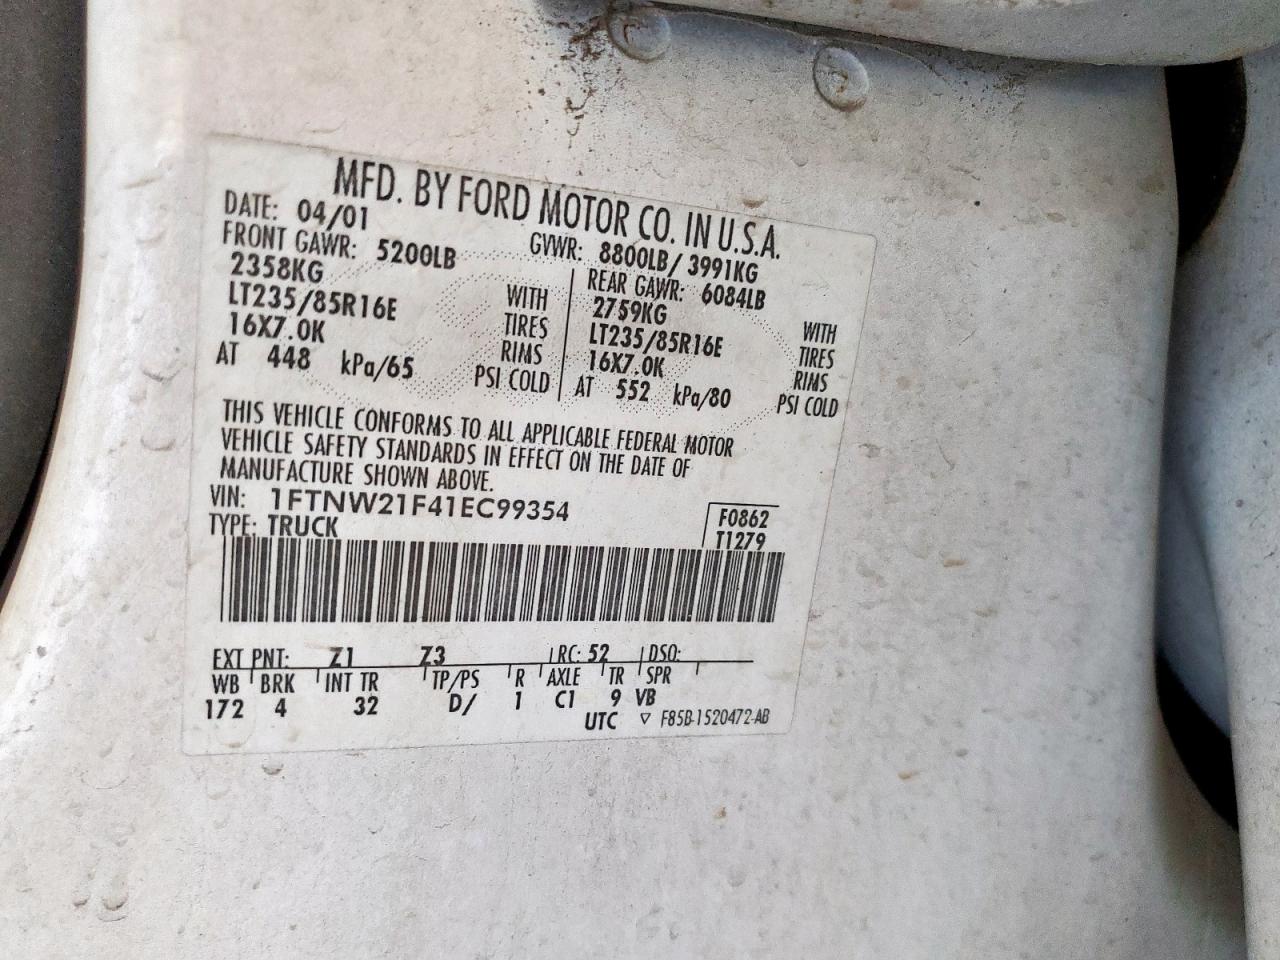 MFD. BY FORD MOTOR CO. IN U.S.A.
DATE: 04/01 GVWR: 8800LB/ 3991KG
FRONT GAWR: 5200LB REAR GAWR: 6084LB
2358KG WITH 2759KG WITH
LT235/85R16E TIRES LT235/85R16E TIRES
16X7.0K RIMS 16X7.0K RIMS
AT 448 kPa/65 PSI COLD AT 552 kPa/80 PSI COLD
THIS VEHICLE CONFORMS TO ALL APPLICABLE FEDERAL MOTOR
VEHICLE SAFETY STANDARDS IN EFFECT ON THE DATE OF
MANUFACTURE SHOWN ABOVE.
VIN: 1FTNW21F41EC99354 F0862
TYPE: TRUCK T1279
EXT PNT: Z1 Z3 RC: 52 DSO:
WB BRK INT TR TP/PS R AXLE TR SPR
172 4 32 D/ 1 C1 9 VB
UTC ▽ F85B-1520472-AB